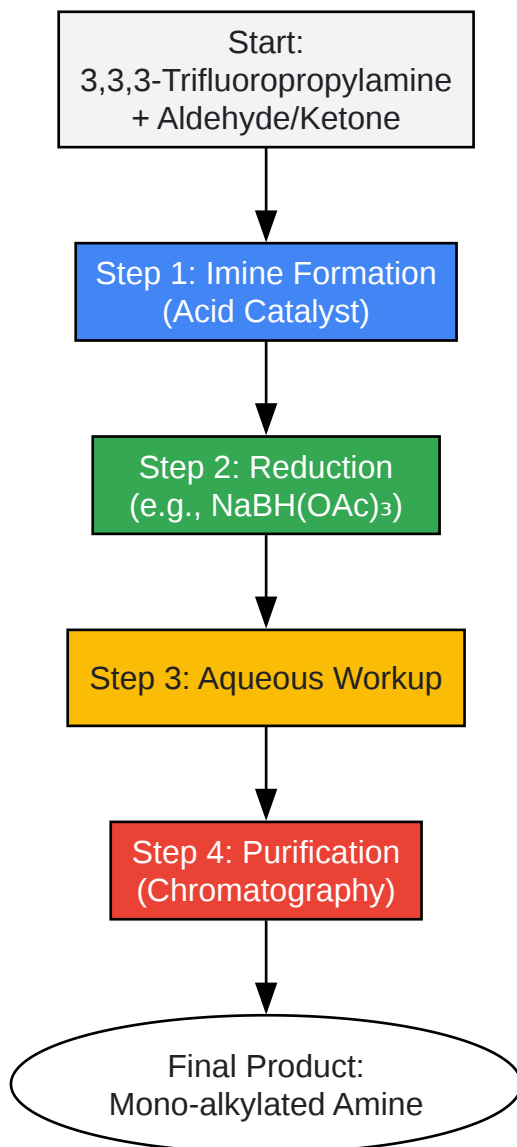 Start:
3,3,3-Trifluoropropylamine
+ Aldehyde/Ketone
Step 1: Imine Formation
(Acid Catalyst)
Step 2: Reduction
(e.g., NaBH(OAc)₃)
Step 3: Aqueous Workup
Step 4: Purification
(Chromatography)
Final Product:
Mono-alkylated Amine